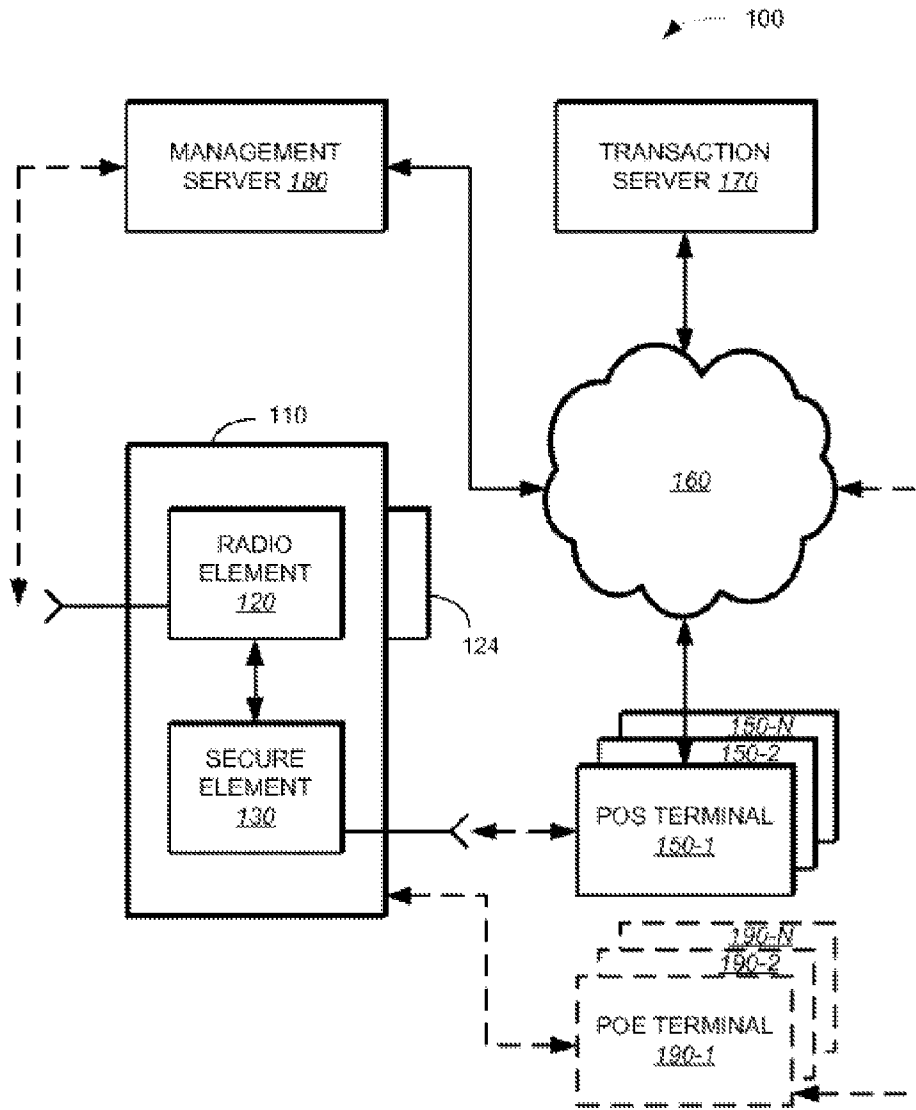 100
MANAGEMENT
SERVER 180
TRANSACTION
SERVER 170
110
160
RADIO
ELEMENT
120
124
SECURE
ELEMENT
130
150-N
150-2
POS TERMINAL
150-1
190-N
190-2
POE TERMINAL
190-1